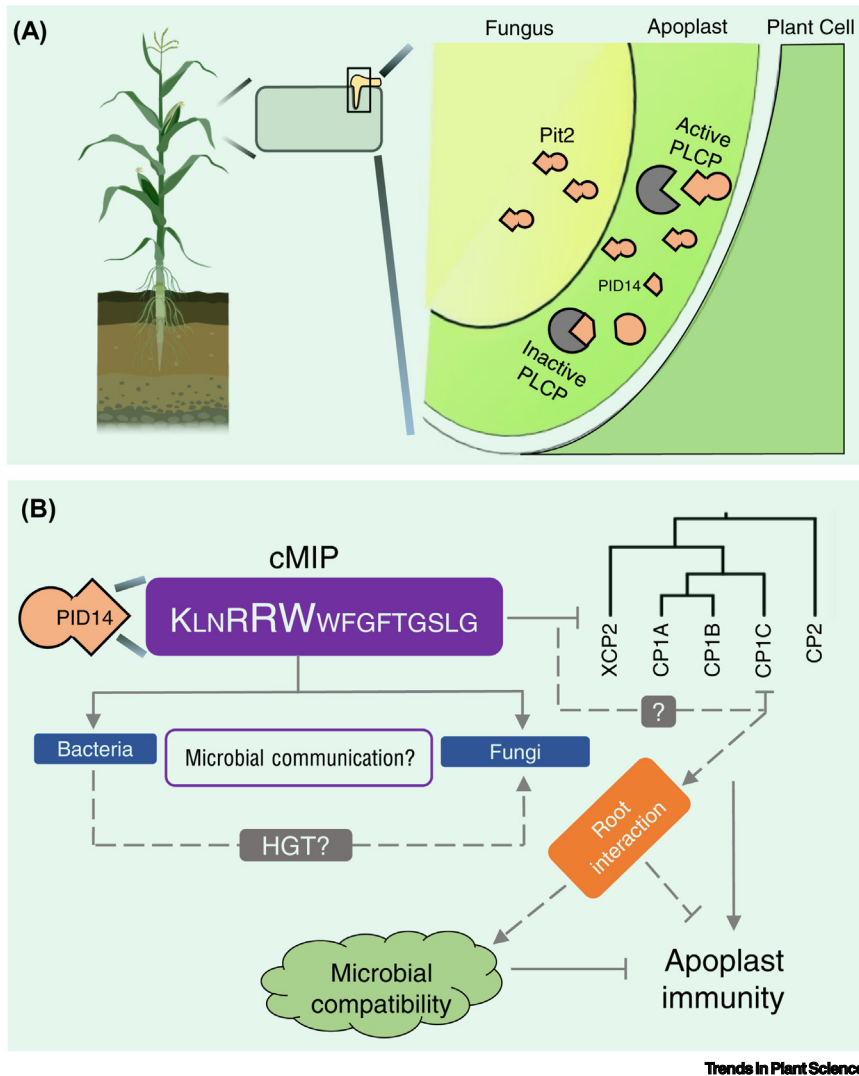 (A)
Fungus
Apoplast
Plant Cell
Pit2
Active
PLCP
PID14
Inactive
PLCP
(B)
cMIP
PID14
KLNRRWWFGFTGSLG
XCP2
CP1A
CP1B
CP1C
CP2
?
Bacteria
Microbial communication?
Fungi
HGT?
Root
interaction
Microbial
compatibility
Apoplast
immunity
Trends in Plant Science